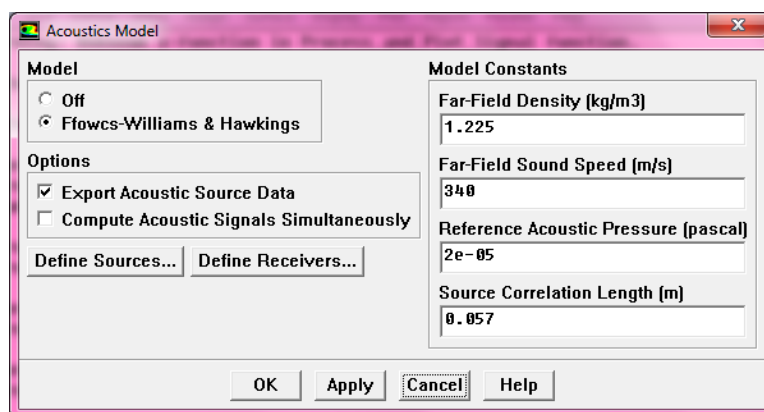 Acoustics Model
Model
Off
Ffowcs-Williams & Hawkings
Options
Export Acoustic Source Data
Compute Acoustic Signals Simultaneously
Define Sources... Define Receivers...
Model Constants
Far-Field Density (kg/m3)
1.225
Far-Field Sound Speed (m/s)
340
Reference Acoustic Pressure (pascal)
2e-05
Source Correlation Length (m)
0.057
OK Apply Cancel Help